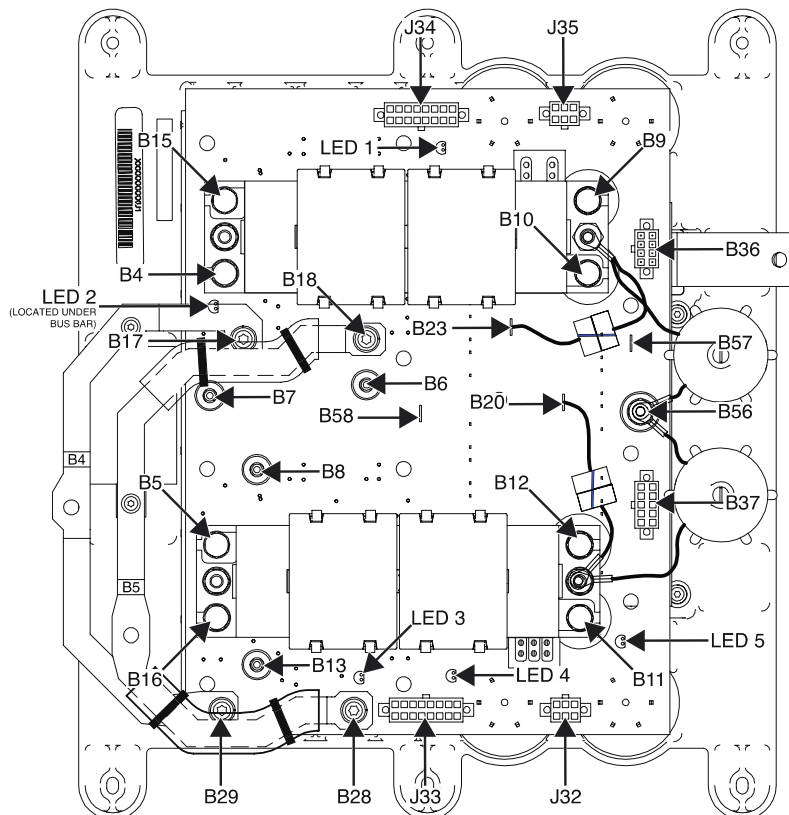 J34
J35
B15
LED 1
B9
XXXXXXXXXU1
B10
B36
B4
B18
LED 2
(LOCATED UNDER
BUS BAR)
B17
B23
B57
B7
B6
B58
B20
B56
B4
B8
B5
B12
B37
B5
LED 3
LED 5
B16
B13
LED 4
B11
B29
B28
J33
J32